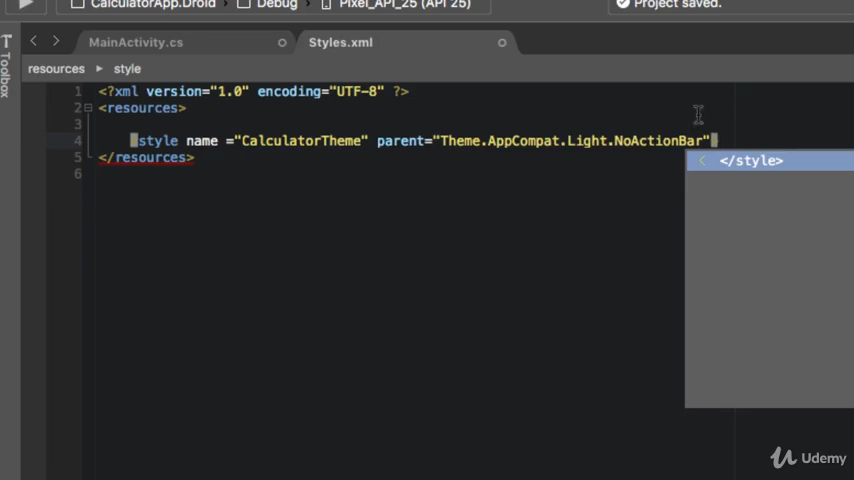 CalculatorApp.Droid
Debug
Pixel_API_25 (API 25)
Project saved.
Toolbox
MainActivity.cs
Styles.xml
resources
style
1 <?xml version="1.0" encoding="UTF-8" ?>
2 <resources>
3
4 <style name ="CalculatorTheme" parent="Theme.AppCompat.Light.NoActionBar">
5 </resources>
6
< </style>
Udemy